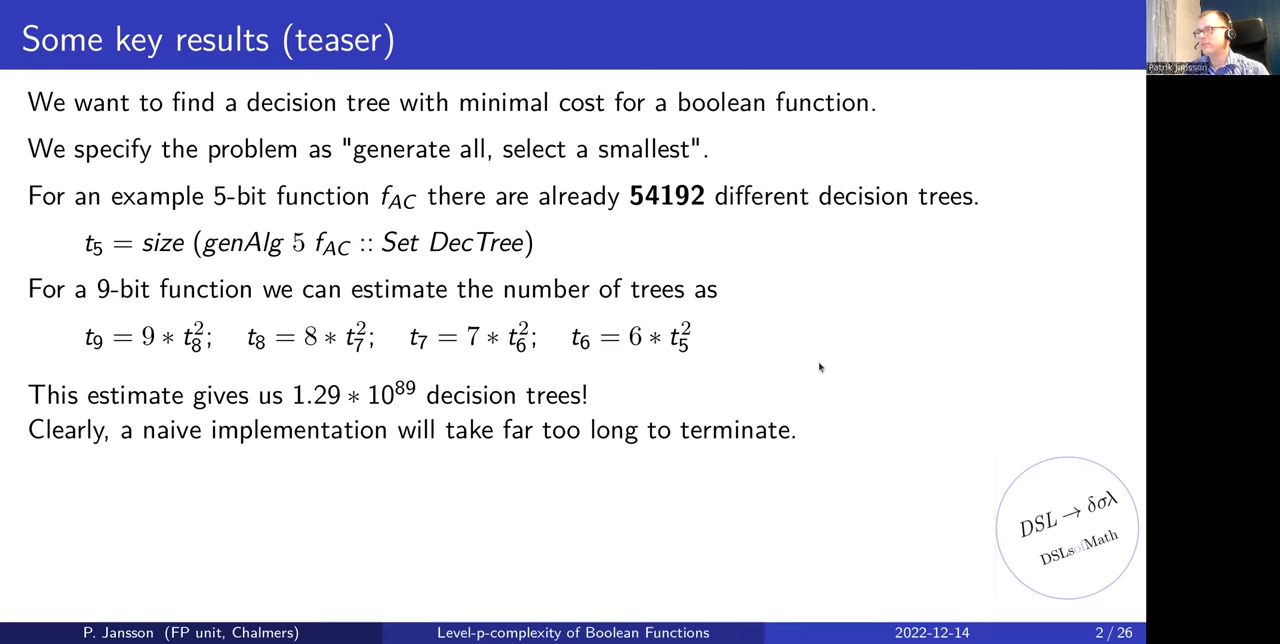 Some key results (teaser)
Patrik Jansson
We want to find a decision tree with minimal cost for a boolean function.
We specify the problem as "generate all, select a smallest".
For an example 5-bit function f_AC there are already 54192 different decision trees.
t₅ = size (genAlg 5 f_AC :: Set DecTree)
For a 9-bit function we can estimate the number of trees as
t₉ = 9 * t₈²; t₈ = 8 * t₇²; t₇ = 7 * t₆²; t₆ = 6 * t₅²
This estimate gives us 1.29 * 10⁸⁹ decision trees!
Clearly, a naive implementation will take far too long to terminate.
DSL → δσλ
DSLsofMath
P. Jansson (FP unit, Chalmers) Level-p-complexity of Boolean Functions 2022-12-14 2 / 26